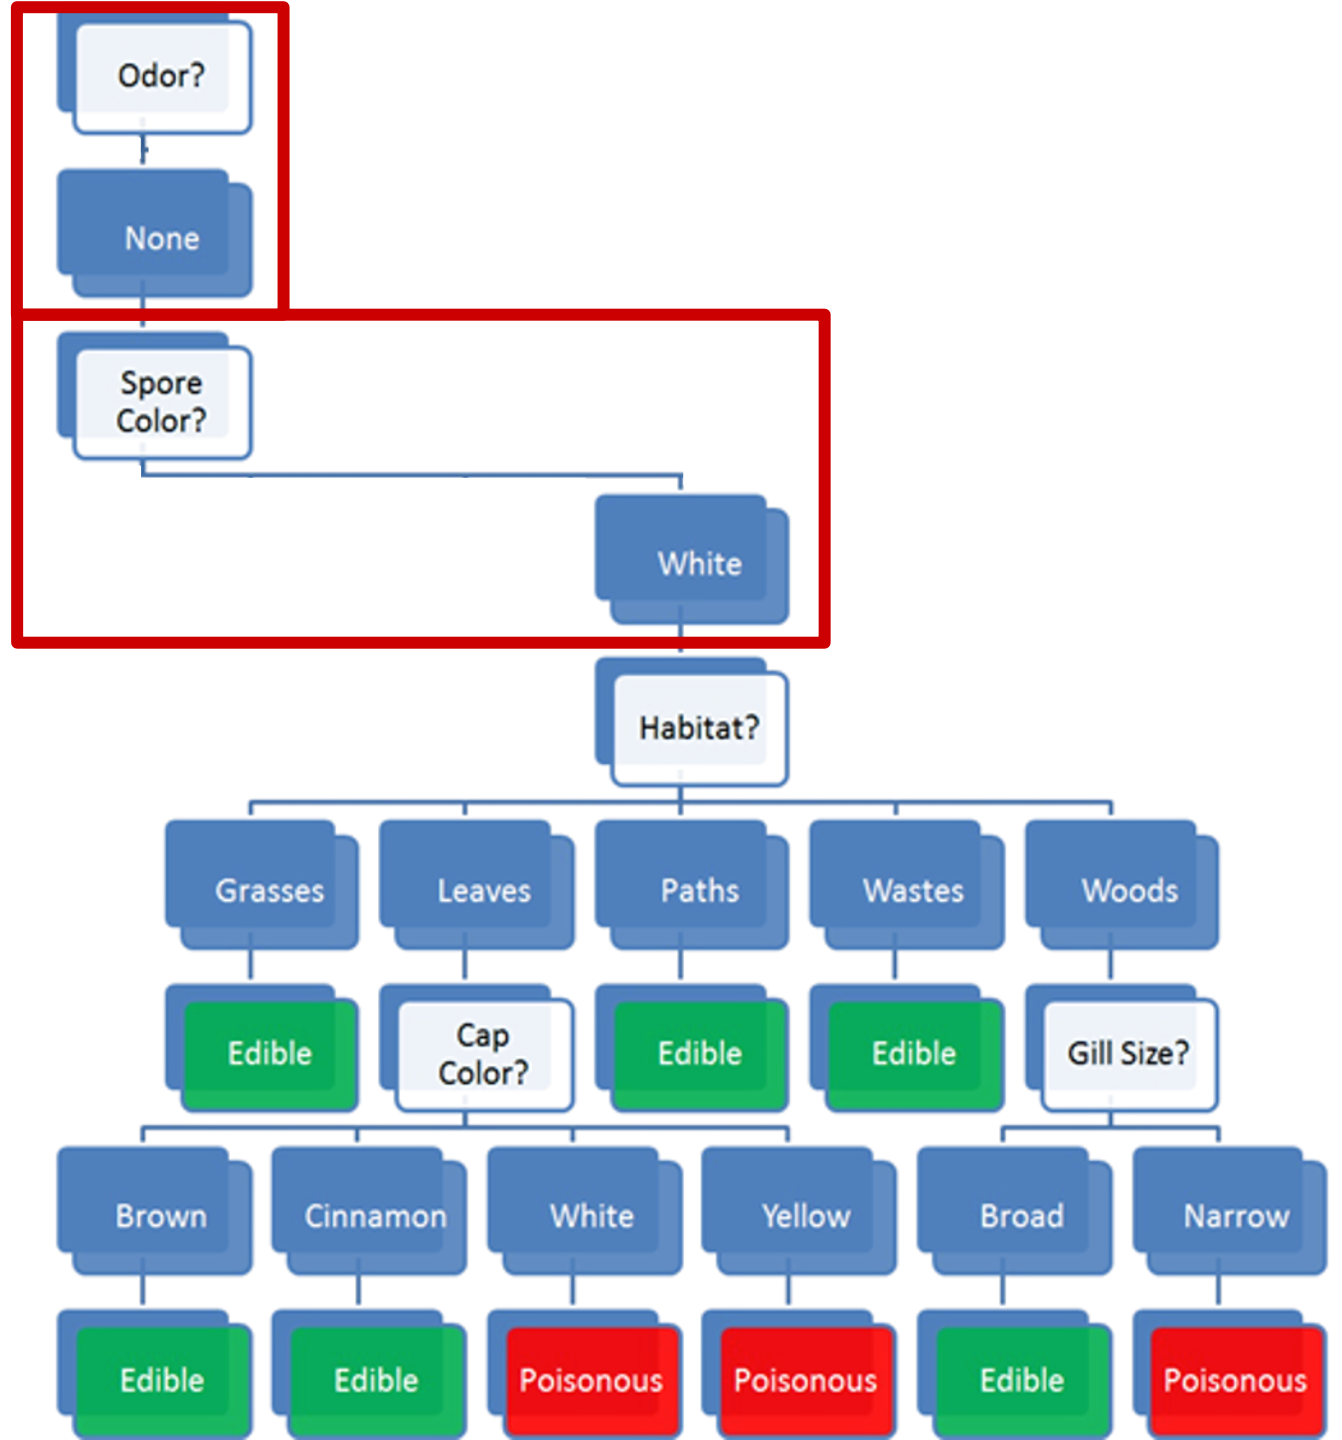 Odor?
None
Spore
Color?
White
Habitat?
Grasses
Leaves
Paths
Wastes
Woods
Edible
Cap
Color?
Edible
Edible
Gill Size?
Brown
Cinnamon
White
Yellow
Broad
Narrow
Edible
Edible
Poisonous
Poisonous
Edible
Poisonous